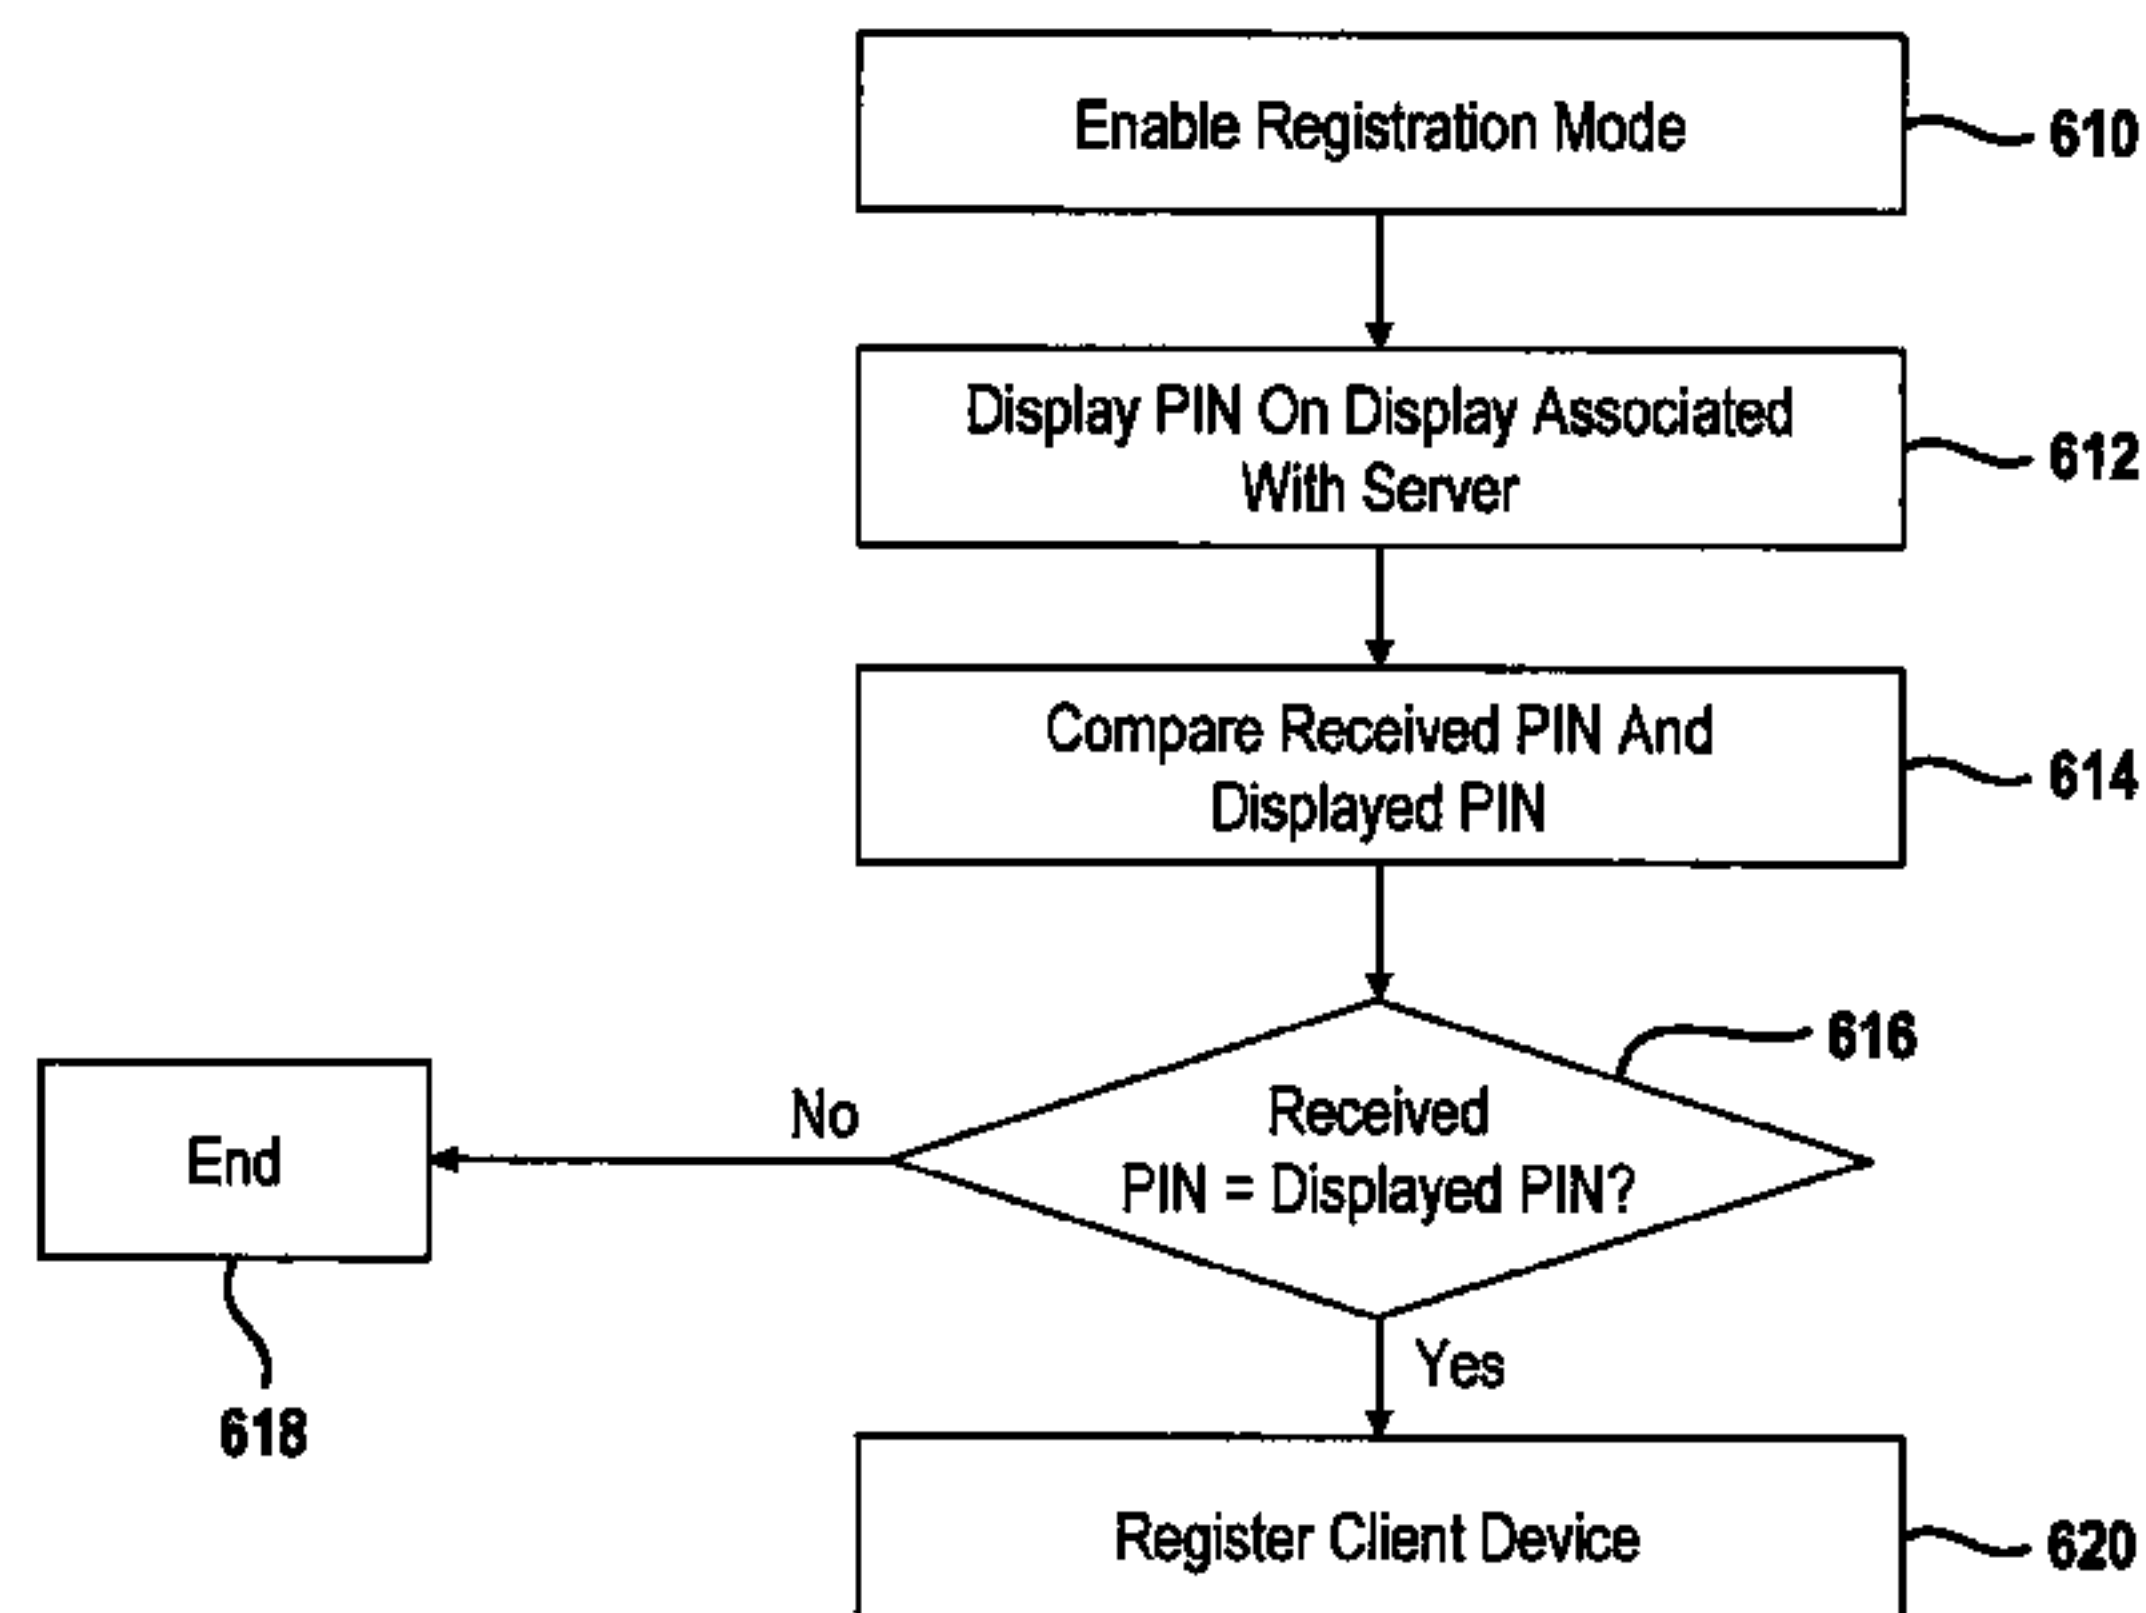 Enable Registration Mode
610
Display PIN On Display Associated
With Server
612
Compare Received PIN And
Displayed PIN
614
616
Received
PIN = Displayed PIN?
No
End
618
Yes
Register Client Device
620